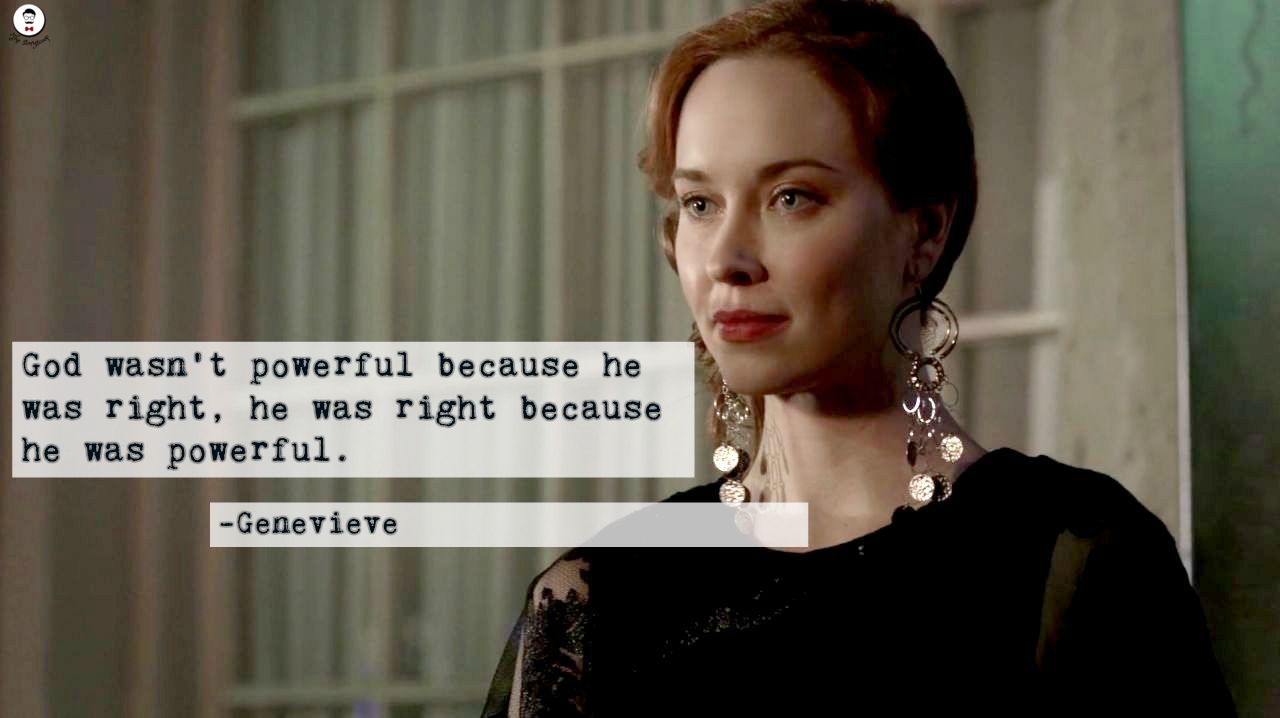 God wasn't powerful because he
was right, he was right because
he was powerful.
-Genevieve